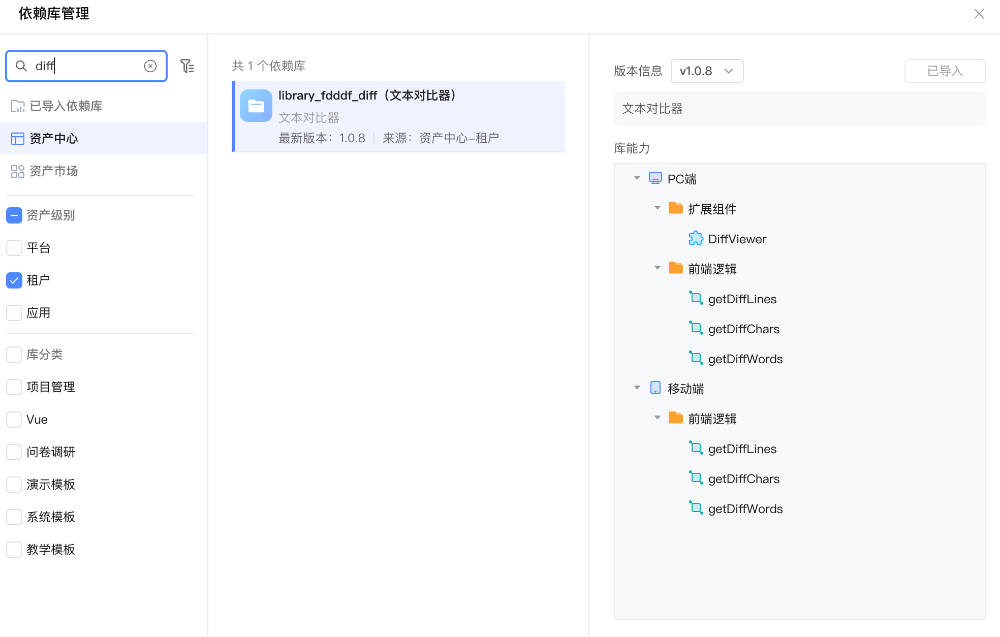 依赖库管理
diff
已导入依赖库
资产中心
资产市场
资产级别
平台
租户
应用
库分类
项目管理
Vue
问卷调研
演示模板
系统模板
教学模板
共 1 个依赖库
library_fdddf_diff（文本对比器）
文本对比器
最新版本：1.0.8 来源：资产中心-租户
版本信息 v1.0.8 已导入
文本对比器
库能力
PC端
扩展组件
DiffViewer
前端逻辑
getDiffLines
getDiffChars
getDiffWords
移动端
前端逻辑
getDiffLines
getDiffChars
getDiffWords